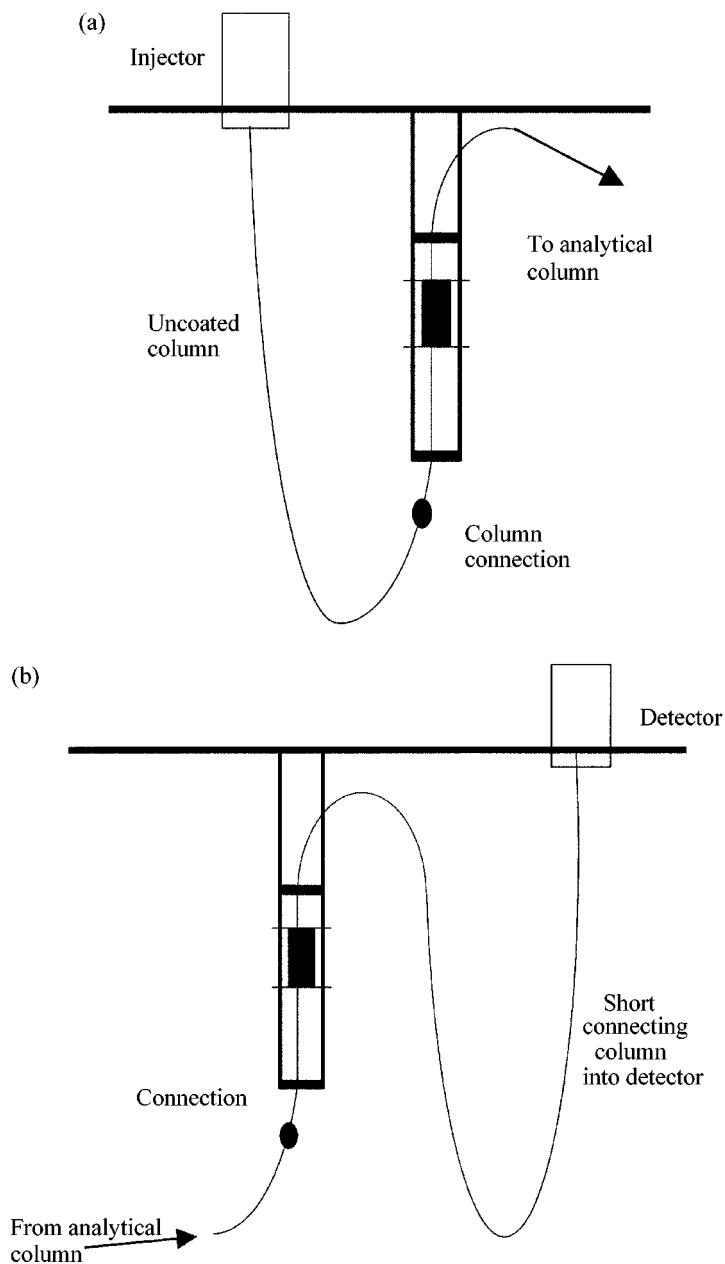 (a)
Injector
To analytical
column
Uncoated
column
Column
connection
(b)
Detector
Short
connecting
column
into detector
Connection
From analytical
column